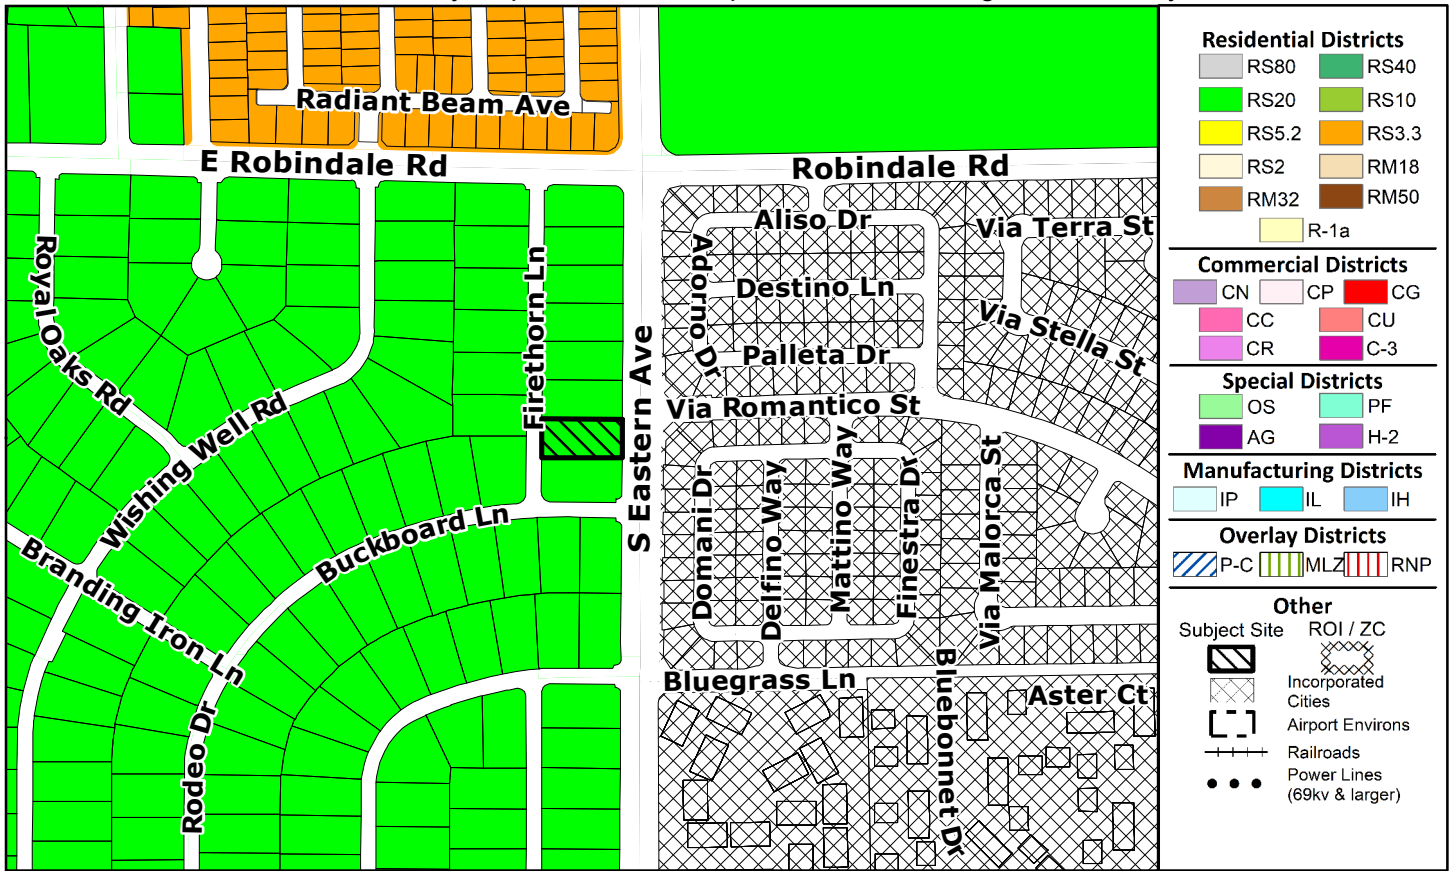 Radiant Beam Ave
E Robindale Rd
Robindale Rd
Royal Oaks Rd
Firethorn Ln
S Eastern Ave
Wishing Well Rd
Buckboard Ln
Branding Iron Ln
Rodeo Dr
Aliso Dr
Via Terra St
Aporuo Dr
Destino Ln
Via Stella St
Palleta Dr
Via Romantico St
Domani Dr
Delfino Way
Mattino Way
Finestra Dr
Via Malorca St
Bluegrass Ln
Bluebonnet Dr
Aster Ct
Residential Districts
RS80 RS40
RS20 RS10
RS5.2 RS3.3
RS2 RM18
RM32 RM50
R-1a
Commercial Districts
CN CP CG
CC CU
CR C-3
Special Districts
OS PF
AG H-2
Manufacturing Districts
IP IL IH
Overlay Districts
P-C MLZ RNP
Other
Subject Site ROI / ZC
Incorporated
Cities
Airport Environs
Railroads
Power Lines
(69kv & larger)